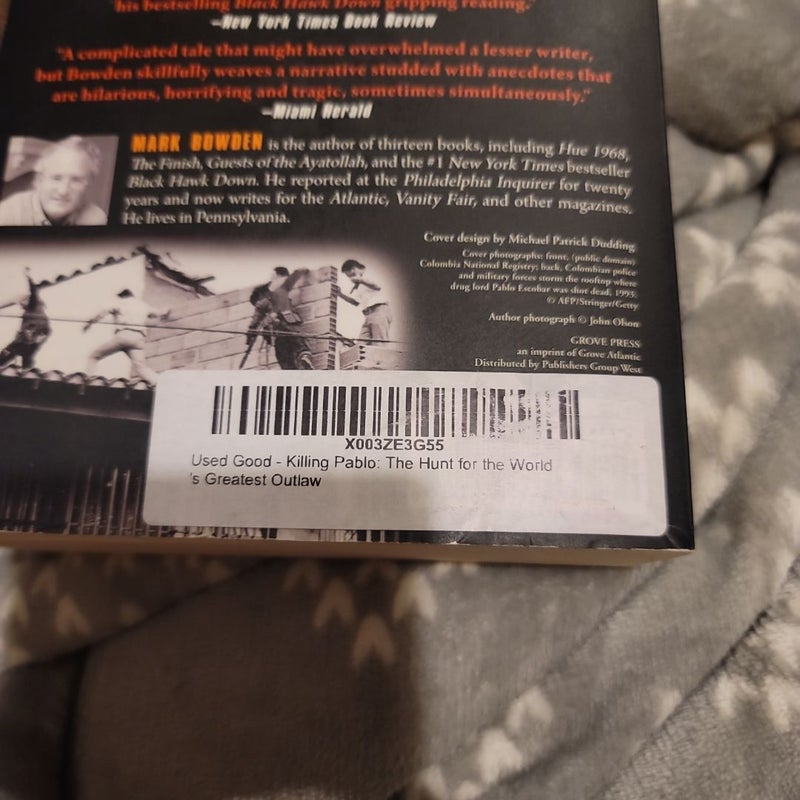 his bestselling Black Hawk Down gripping reading."
—New York Times Book Review
"A complicated tale that might have overwhelmed a lesser writer,
but Bowden skillfully weaves a narrative studded with anecdotes that
are hilarious, horrifying and tragic, sometimes simultaneously."
—Miami Herald
MARK BOWDEN is the author of thirteen books, including Hue 1968,
The Finish, Guests of the Ayatollah, and the #1 New York Times bestseller
Black Hawk Down. He reported at the Philadelphia Inquirer for twenty
years and now writes for the Atlantic, Vanity Fair, and other magazines.
He lives in Pennsylvania.
Cover design by Michael Patrick Dudding
Cover photographs: front, (public domain)
Colombia National Registry; back, Colombian police
and military forces storm the rooftop where
drug lord Pablo Escobar was shot dead, 1993.
© AFP/Stringer/Getty
Author photograph © John Olson
GROVE PRESS
an imprint of Grove Atlantic
Distributed by Publishers Group West
X003ZE3G55
Used Good - Killing Pablo: The Hunt for the World
's Greatest Outlaw